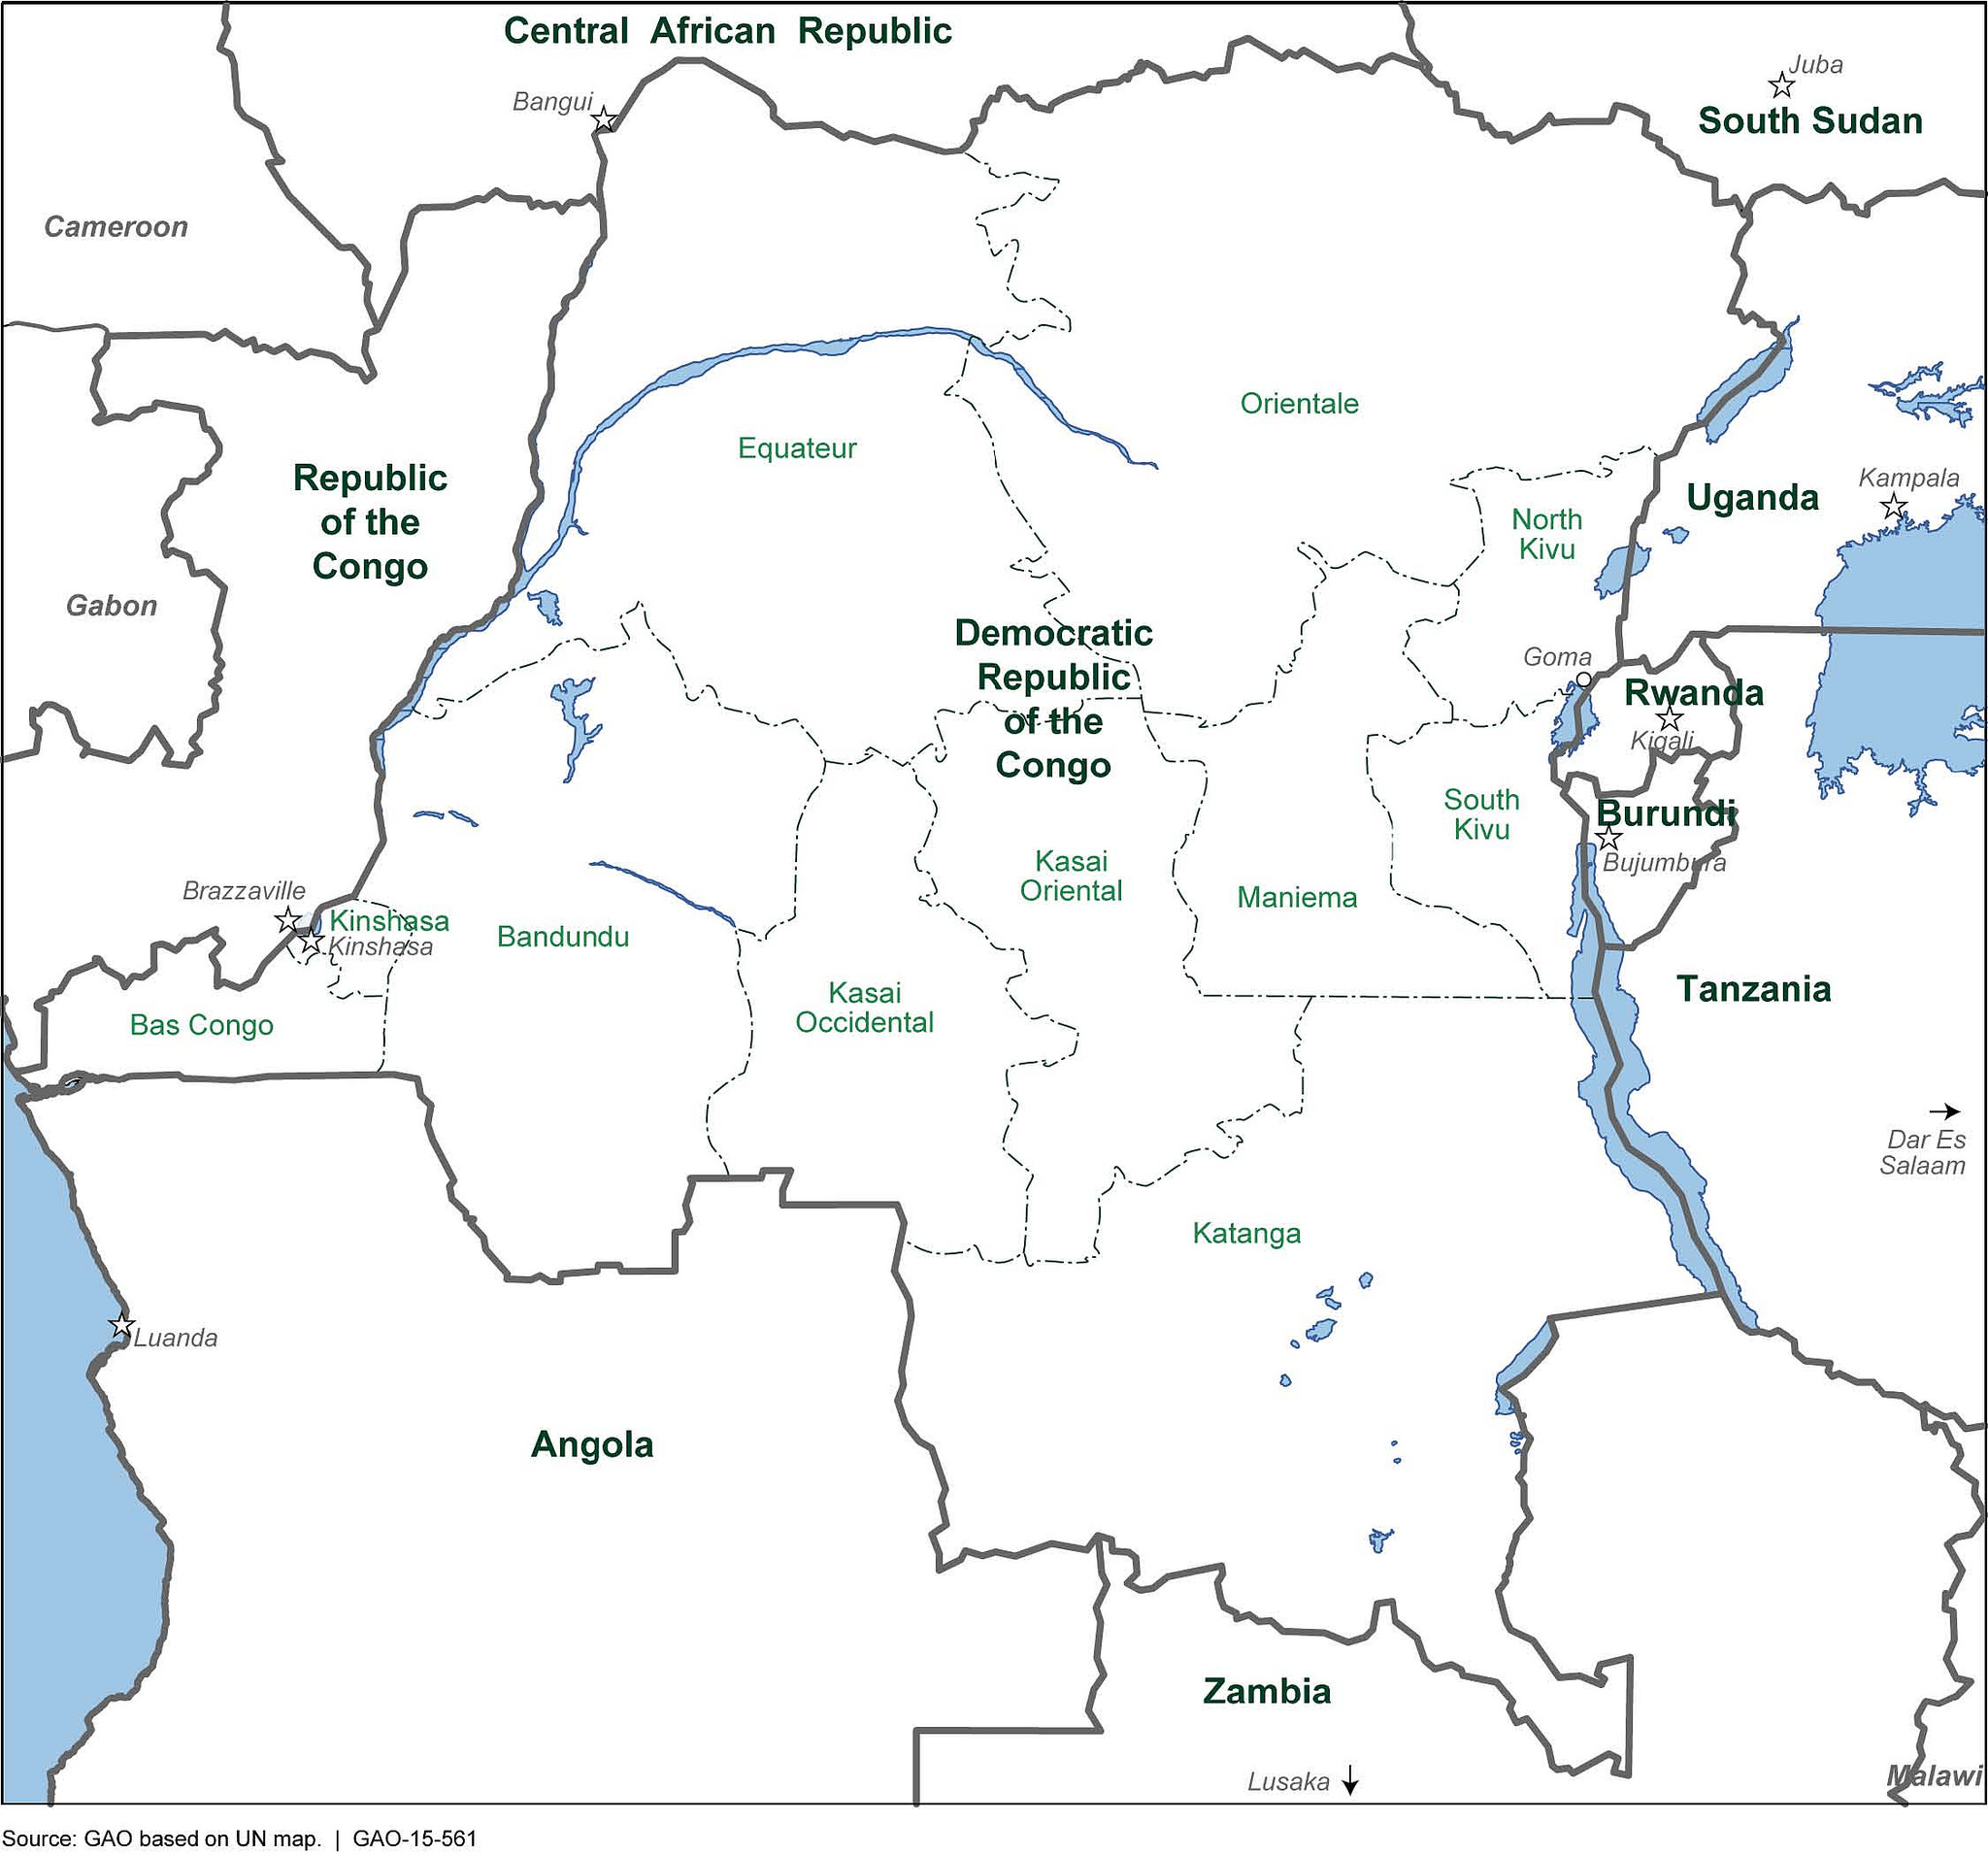 Central African Republic
Juba
Bangui
South Sudan
Cameroon
Orientale
Equateur
Republic
of the
Congo
Kampala
Uganda
North
Kivu
Gabon
Democratic
Republic
of the
Congo
Goma
Rwanda
Kigali
South
Kivu
Burundi
Bujumbura
Kasai
Oriental
Maniema
Brazzaville
Kinshasa
Kinshasa
Bandundu
Tanzania
Kasai
Occidental
Bas Congo
Dar Es
Salaam
Katanga
Luanda
Angola
Zambia
Lusaka
Malawi
Source: GAO based on UN map. | GAO-15-561